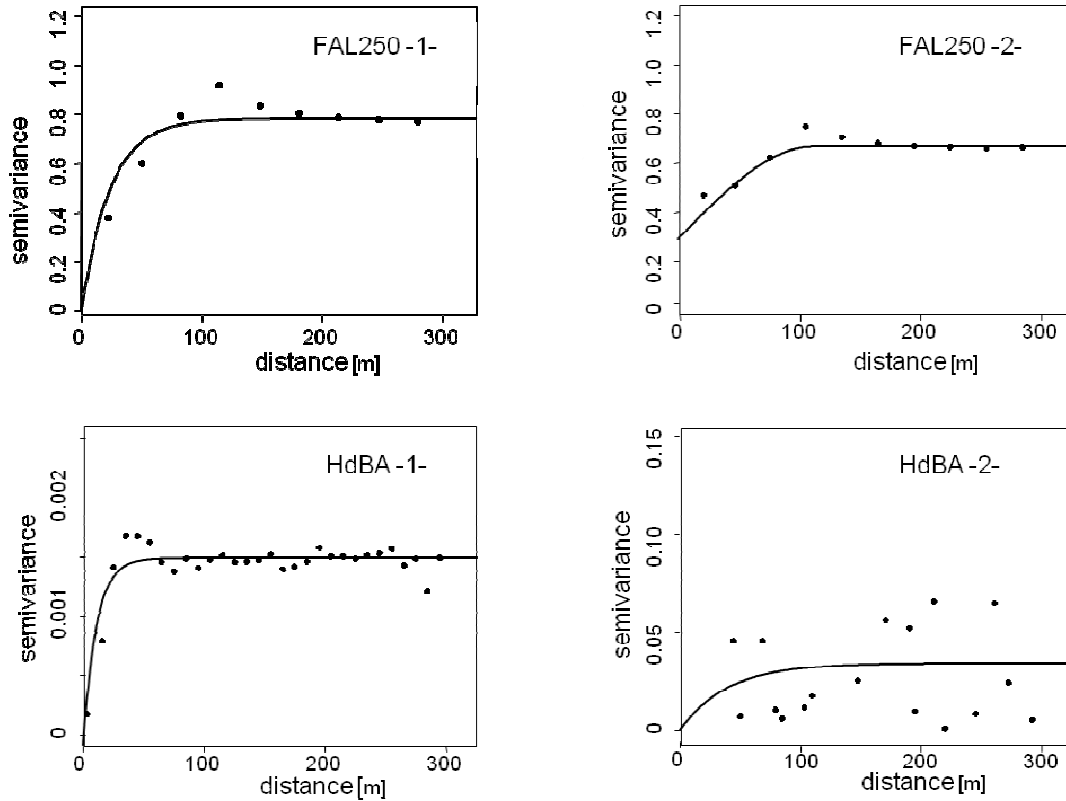 FAL250 -1-
semivariance
1.2
1.0
0.8
0.6
0.4
0.2
0
0 100 200 300
distance [m]
FAL250 -2-
semivariance
1.2
1.0
0.8
0.6
0.4
0.2
0
0 100 200 300
distance [m]
HdBA -1-
semivariance
0.002
0.001
0
0 100 200 300
distance [m]
HdBA -2-
semivariance
0.15
0.10
0.05
0
0 100 200 300
distance [m]